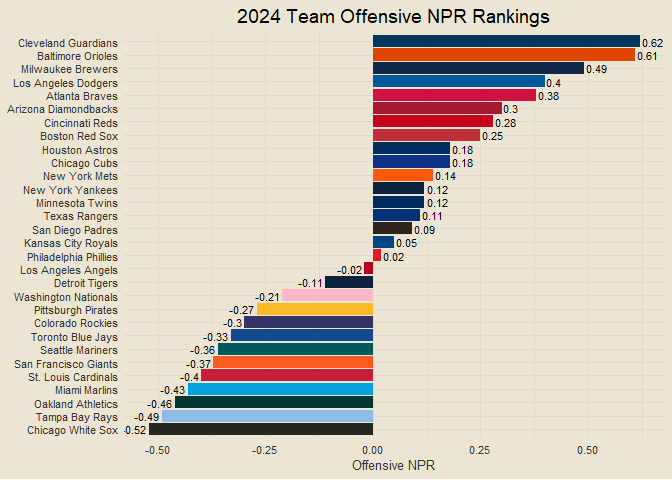 2024 Team Offensive NPR Rankings
Cleveland Guardians 0.62
Baltimore Orioles 0.61
Milwaukee Brewers 0.49
Los Angeles Dodgers 0.4
Atlanta Braves 0.38
Arizona Diamondbacks 0.3
Cincinnati Reds 0.28
Boston Red Sox 0.25
Houston Astros 0.18
Chicago Cubs 0.18
New York Mets 0.14
New York Yankees 0.12
Minnesota Twins 0.12
Texas Rangers 0.11
San Diego Padres 0.09
Kansas City Royals 0.05
Philadelphia Phillies 0.02
Los Angeles Angels -0.02
Detroit Tigers -0.11
Washington Nationals -0.21
Pittsburgh Pirates -0.27
Colorado Rockies -0.3
Toronto Blue Jays -0.33
Seattle Mariners -0.36
San Francisco Giants -0.37
St. Louis Cardinals -0.4
Miami Marlins -0.43
Oakland Athletics -0.46
Tampa Bay Rays -0.49
Chicago White Sox -0.52
-0.50 -0.25 0.00 0.25 0.50
Offensive NPR